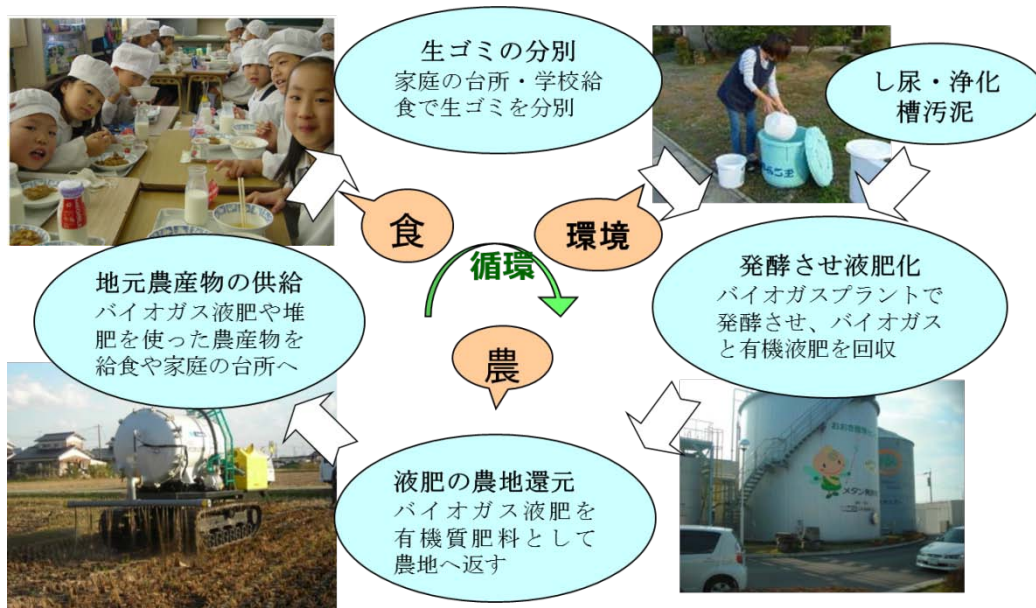 生ゴミの分別
家庭の台所・学校給
食で生ゴミを分別
し尿・浄化
槽汚泥
食
環境
循環
地元農産物の供給
バイオガス液肥や堆
肥を使った農産物を
給食や家庭の台所へ
発酵させ液肥化
バイオガスプラントで
発酵させ、バイオガス
と有機液肥を回収
農
液肥の農地還元
バイオガス液肥を
有機質肥料として
農地へ返す
メタン